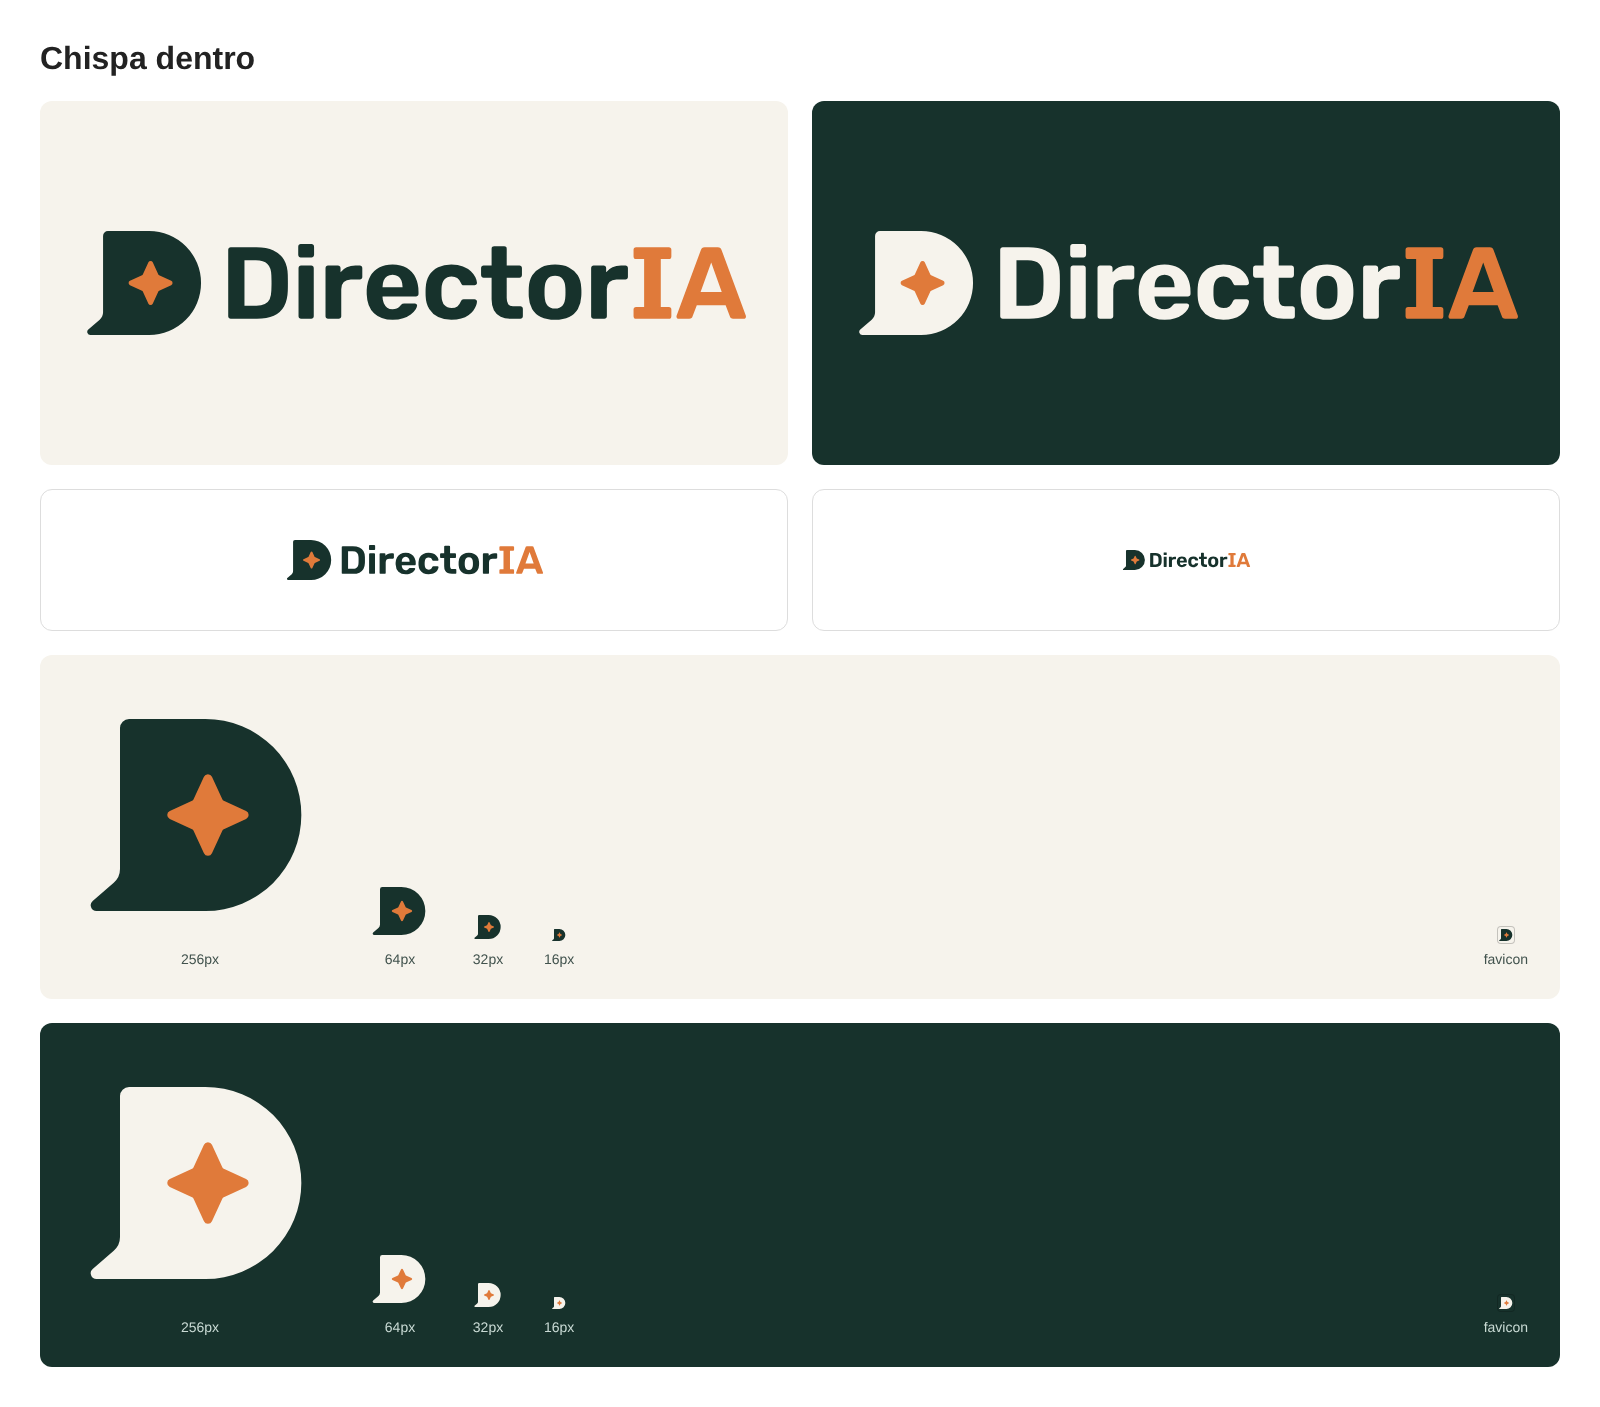 Chispa dentro
DirectorIA
DirectorIA
DirectorIA
DirectorIA
256px
64px
32px
16px
favicon
256px
64px
32px
16px
favicon